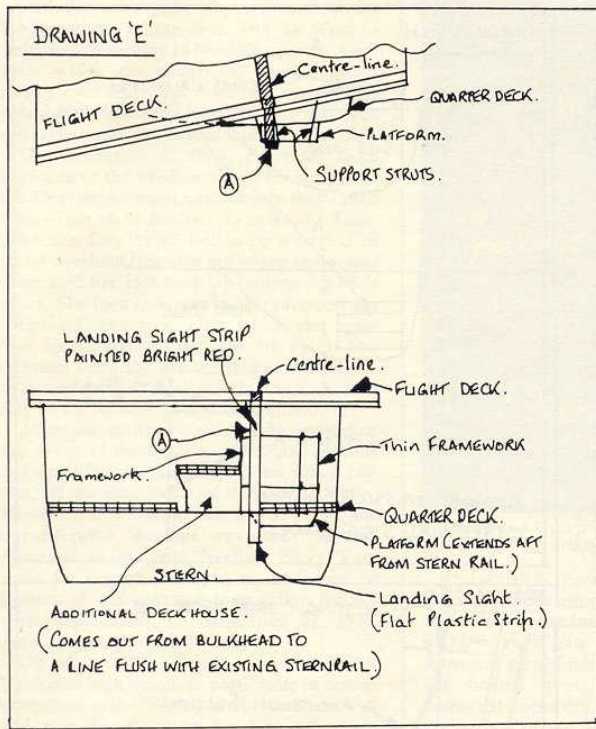 DRAWING 'E'
Centre-line.
FLIGHT DECK.
QUARTER DECK.
PLATFORM.
A
SUPPORT STRUTS.
LANDING SIGHT STRIP
PAINTED BRIGHT RED.
Centre-line.
FLIGHT DECK.
A
Thin FRAMEWORK
Framework.
QUARTER DECK.
PLATFORM (EXTENDS AFT
FROM STERN RAIL.)
STERN.
Landing Sight.
(Flat Plastic Strip.)
ADDITIONAL DECK HOUSE.
(COMES OUT FROM BULKHEAD TO
A LINE FLUSH WITH EXISTING STERNRAIL.)